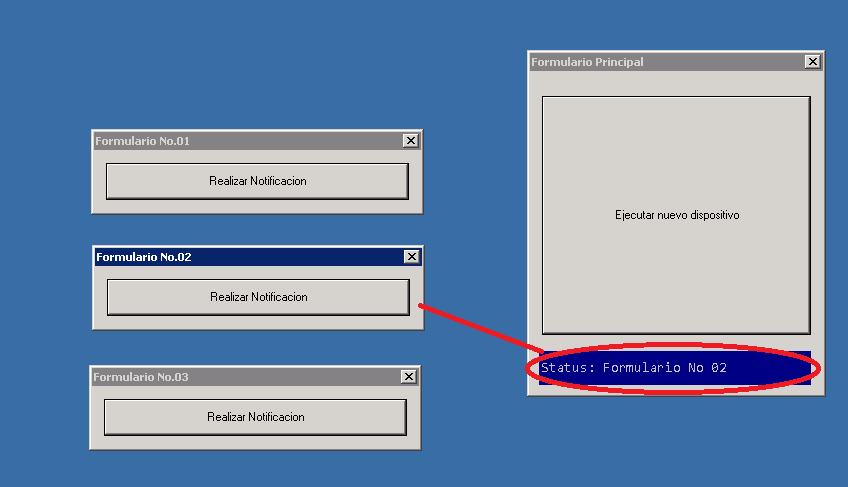 Formulario No.01
Realizar Notificacion
Formulario No.02
Realizar Notificacion
Formulario No.03
Realizar Notificacion
Formulario Principal
Ejecutar nuevo dispositivo
Status: Formulario No 02